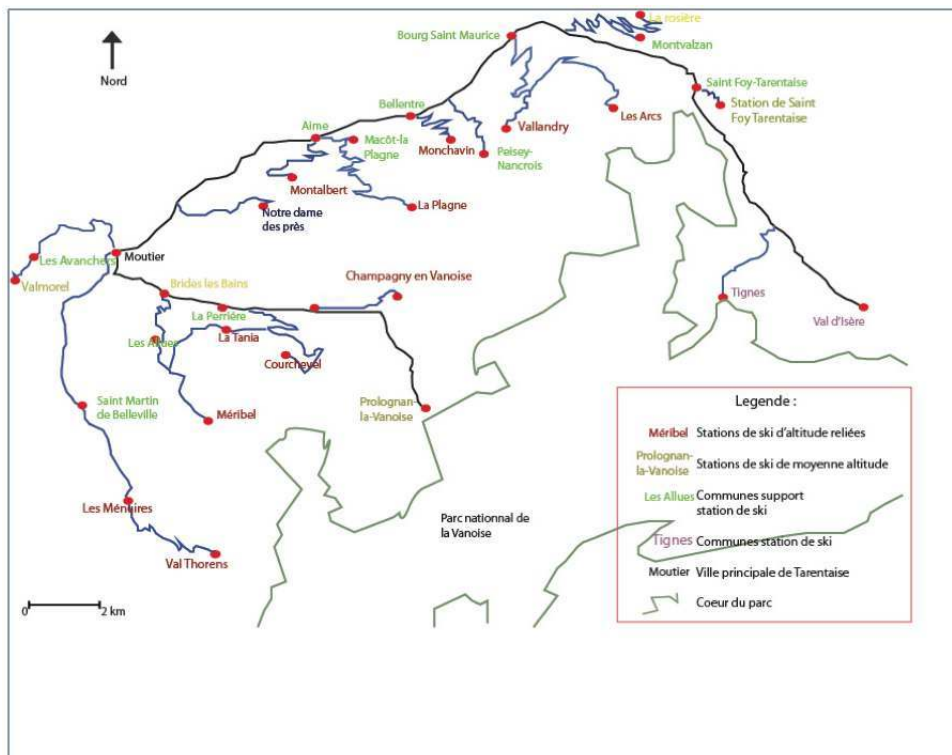 La rosière
Bourg Saint Maurice
Montvalzan
Nord
Saint Foy-Tarentaise
Station de Saint
Foy Tarentaise
Bellentre
Les Arcs
Aime
Vallandry
Macôt-la
Plagne
Monchavin
Peisey-
Nancrois
Montalbert
La Plagne
Notre dame
des près
Moutier
Les Avanchers
Valmorel
Brides les Bains
Champagny en Vanoise
Tignes
La Perrière
Val d'Isère
Les Allues
La Tania
Courchevel
Prolognan-
la-Vanoise
Saint Martin
de Belleville
Méribel
Les Ménuires
Val Thorens
Parc nationnal de
la Vanoise
0 2 km
Legende :
Méribel Stations de ski d'altitude reliées
Prolognan-
la-Vanoise Stations de ski de moyenne altitude
Les Allues Communes support
station de ski
Tignes Communes station de ski
Moutier Ville principale de Tarentaise
Coeur du parc